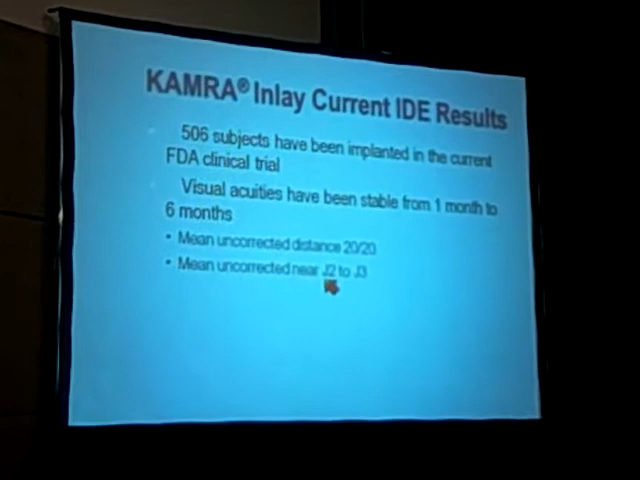 KAMRA® Inlay Current IDE Results
506 subjects have been implanted in the current
FDA clinical trial
Visual acuities have been stable from 1 month to
6 months
• Mean uncorrected distance 20/20
• Mean uncorrected near J2 to J3